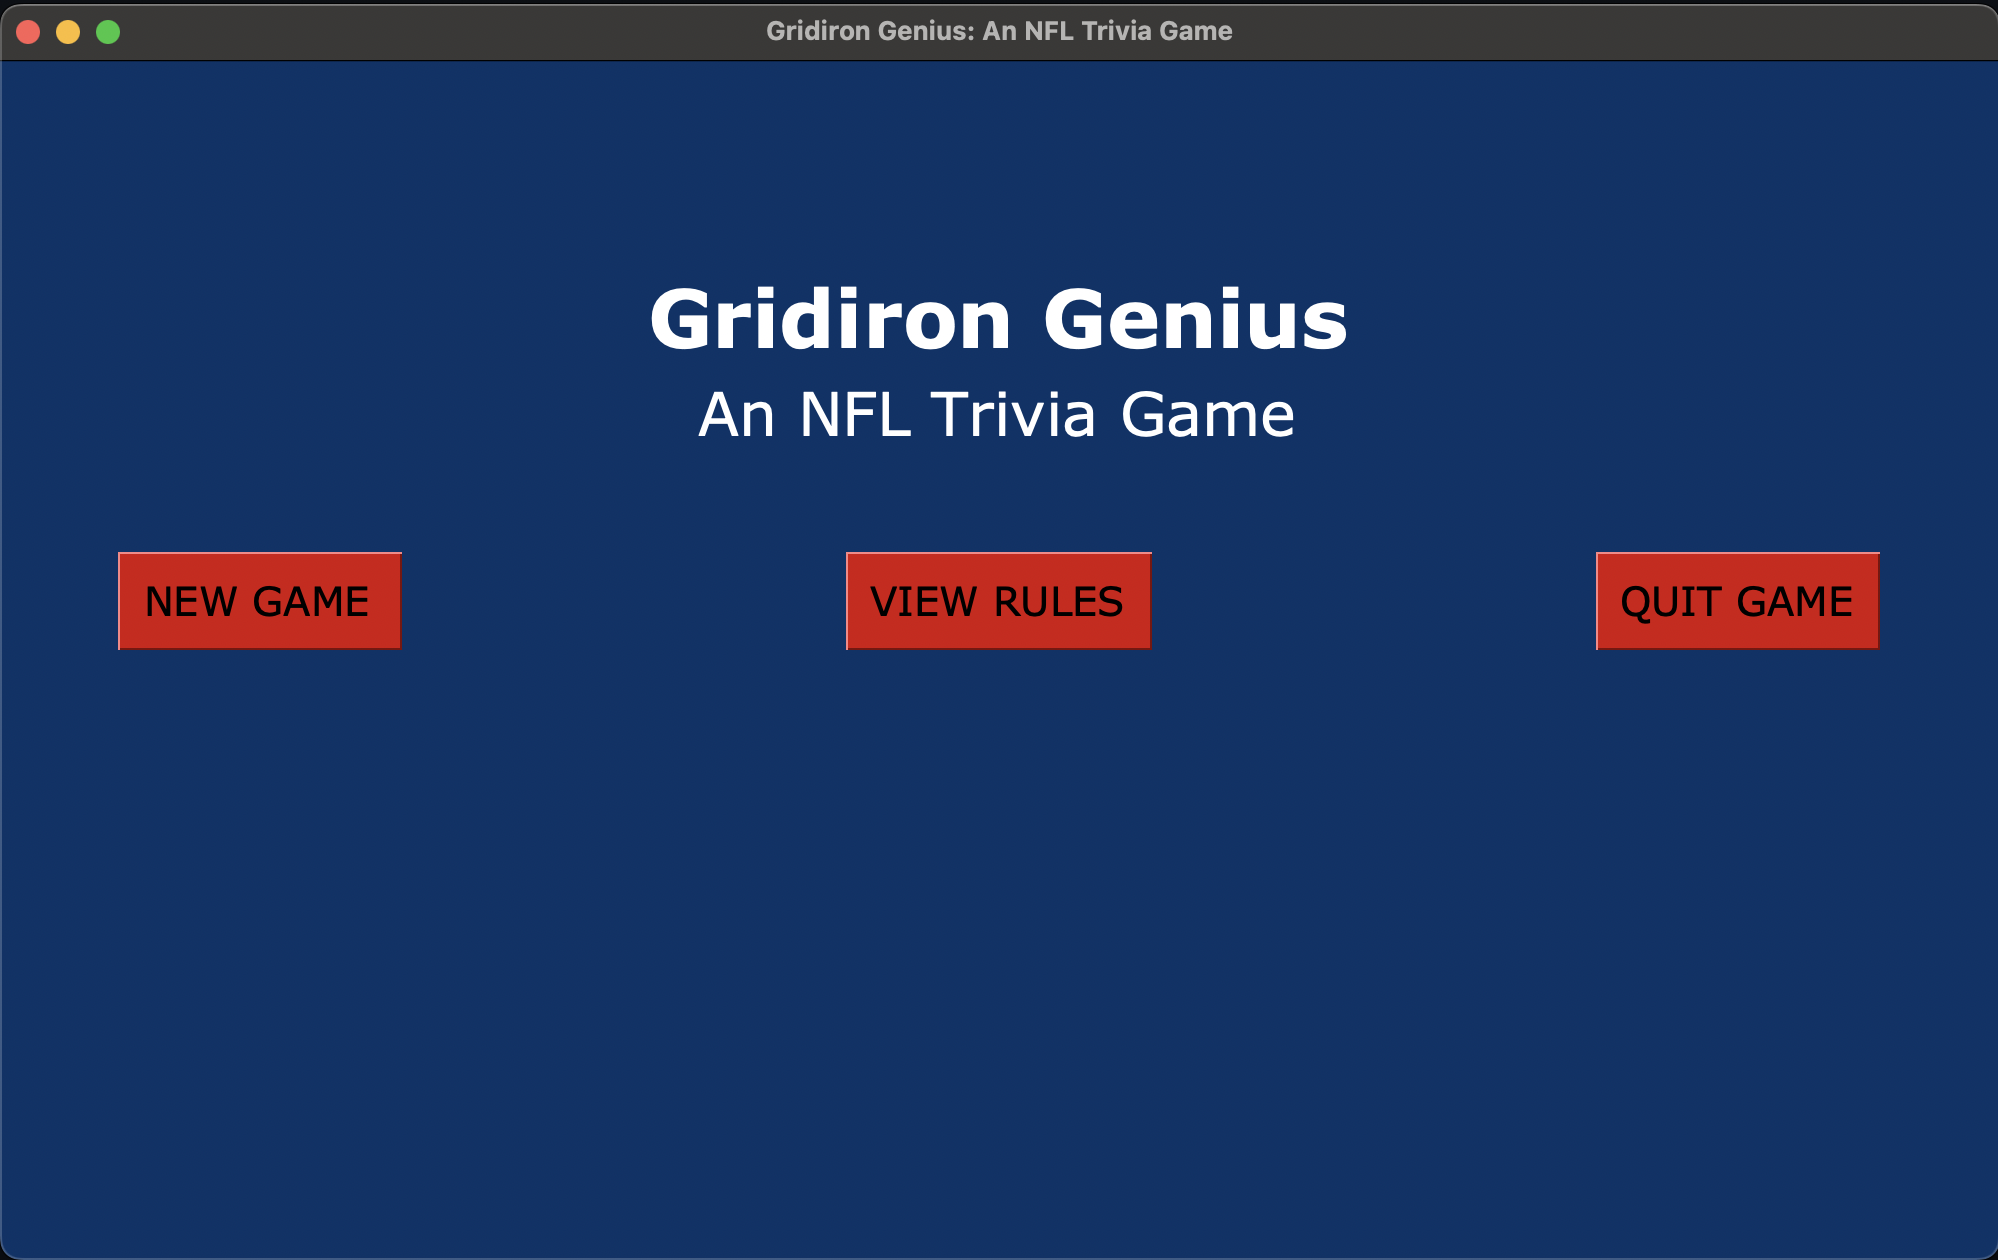 Gridiron Genius: An NFL Trivia Game
Gridiron Genius
An NFL Trivia Game
NEW GAME
VIEW RULES
QUIT GAME